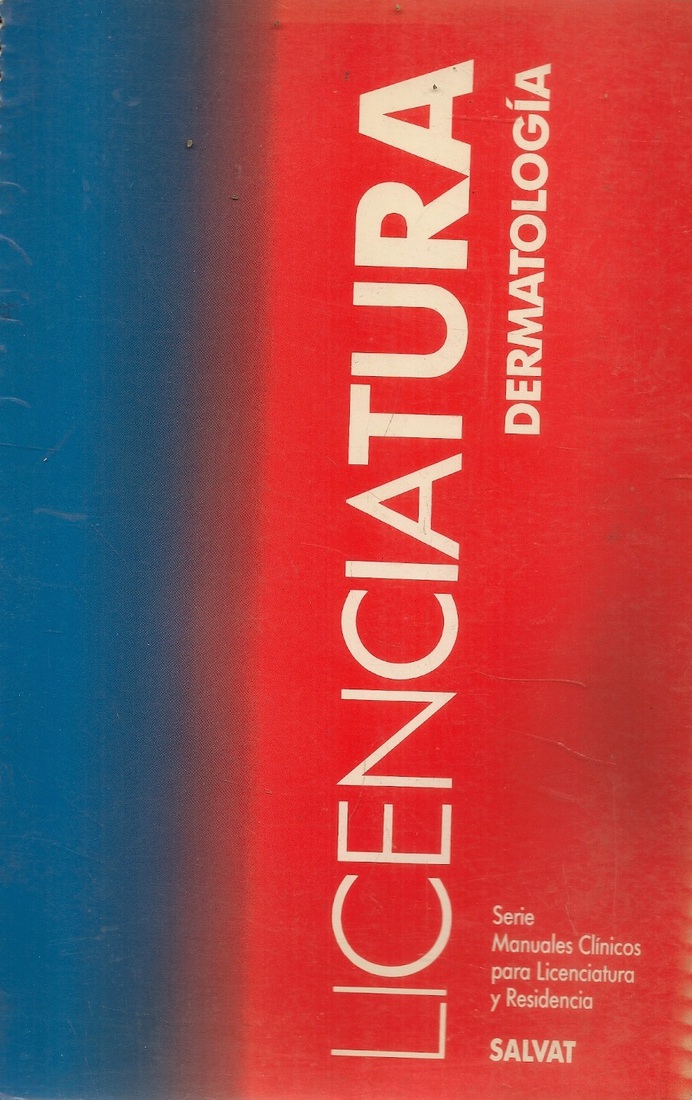 LICENCIATURA
DERMATOLOGÍA
Serie
Manuales Clínicos
para Licenciatura
y Residencia
SALVAT